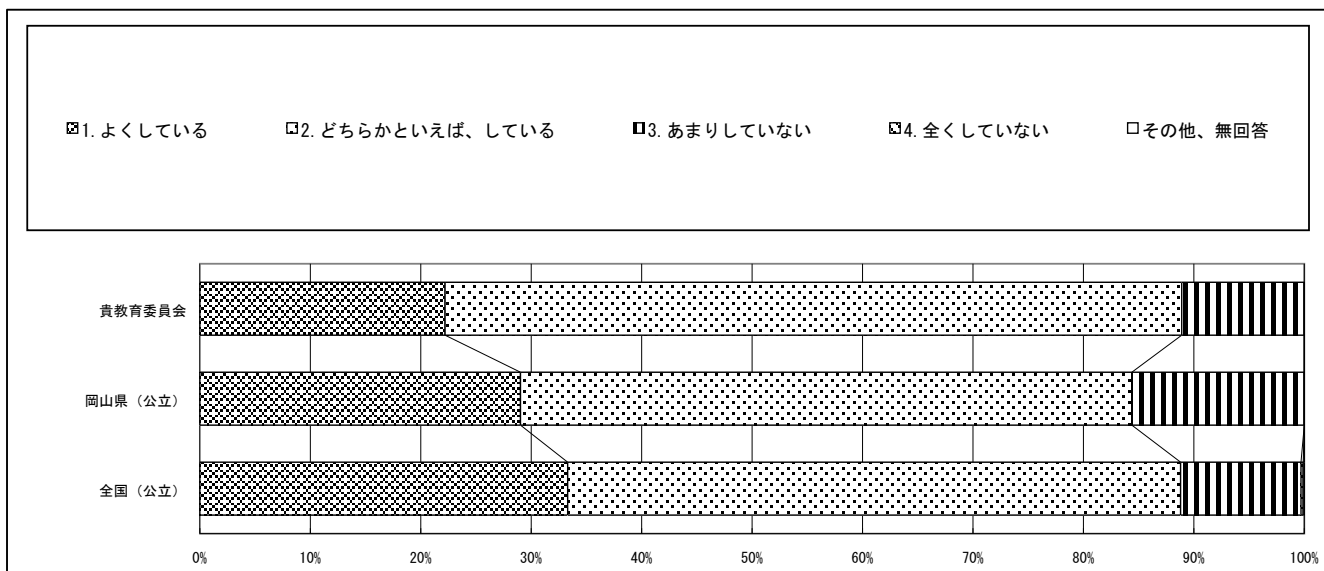 1. よくしている 2. どちらかといえば、している 3. あまりしていない 4. 全くしていない その他、無回答
貴教育委員会
岡山県（公立）
全国（公立）
0% 10% 20% 30% 40% 50% 60% 70% 80% 90% 100%